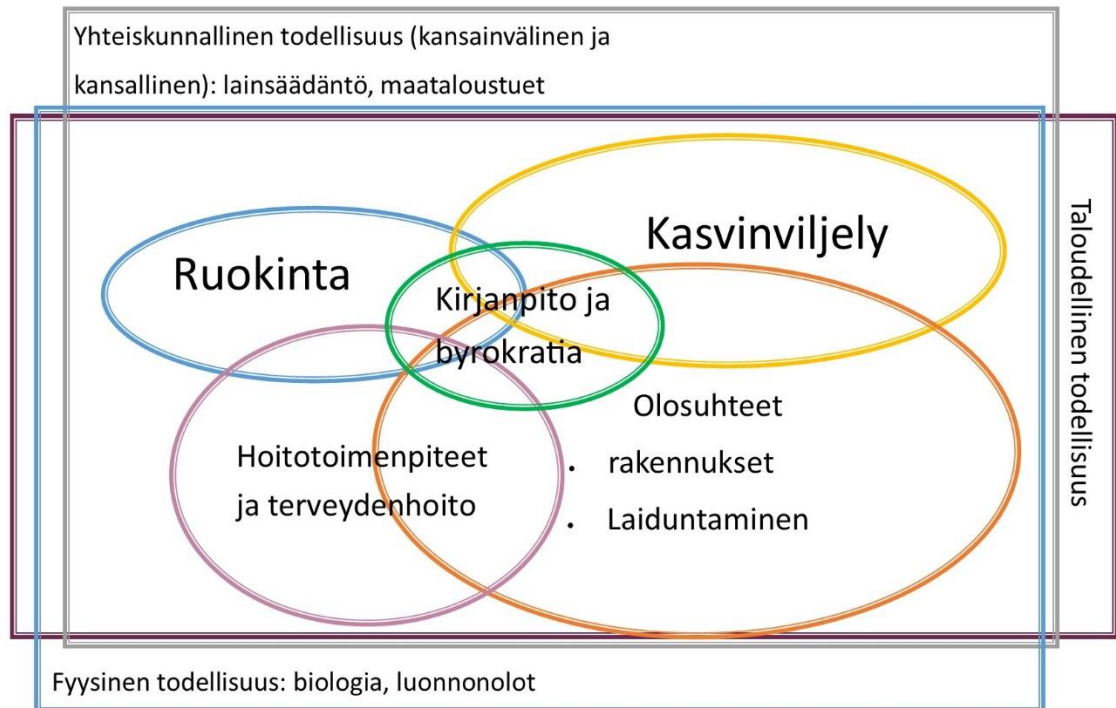 Yhteiskunnallinen todellisuus (kansainvälinen ja
kansallinen): lainsäädäntö, maataloustuet
Kasvinviljely
Ruokinta
Kirjanpito ja
byrokratia
Olosuhteet
• rakennukset
• Laiduntaminen
Hoitotoimenpiteet
ja terveydenhoito
Taloudellinen todellisuus
Fyysinen todellisuus: biologia, luonnonolot